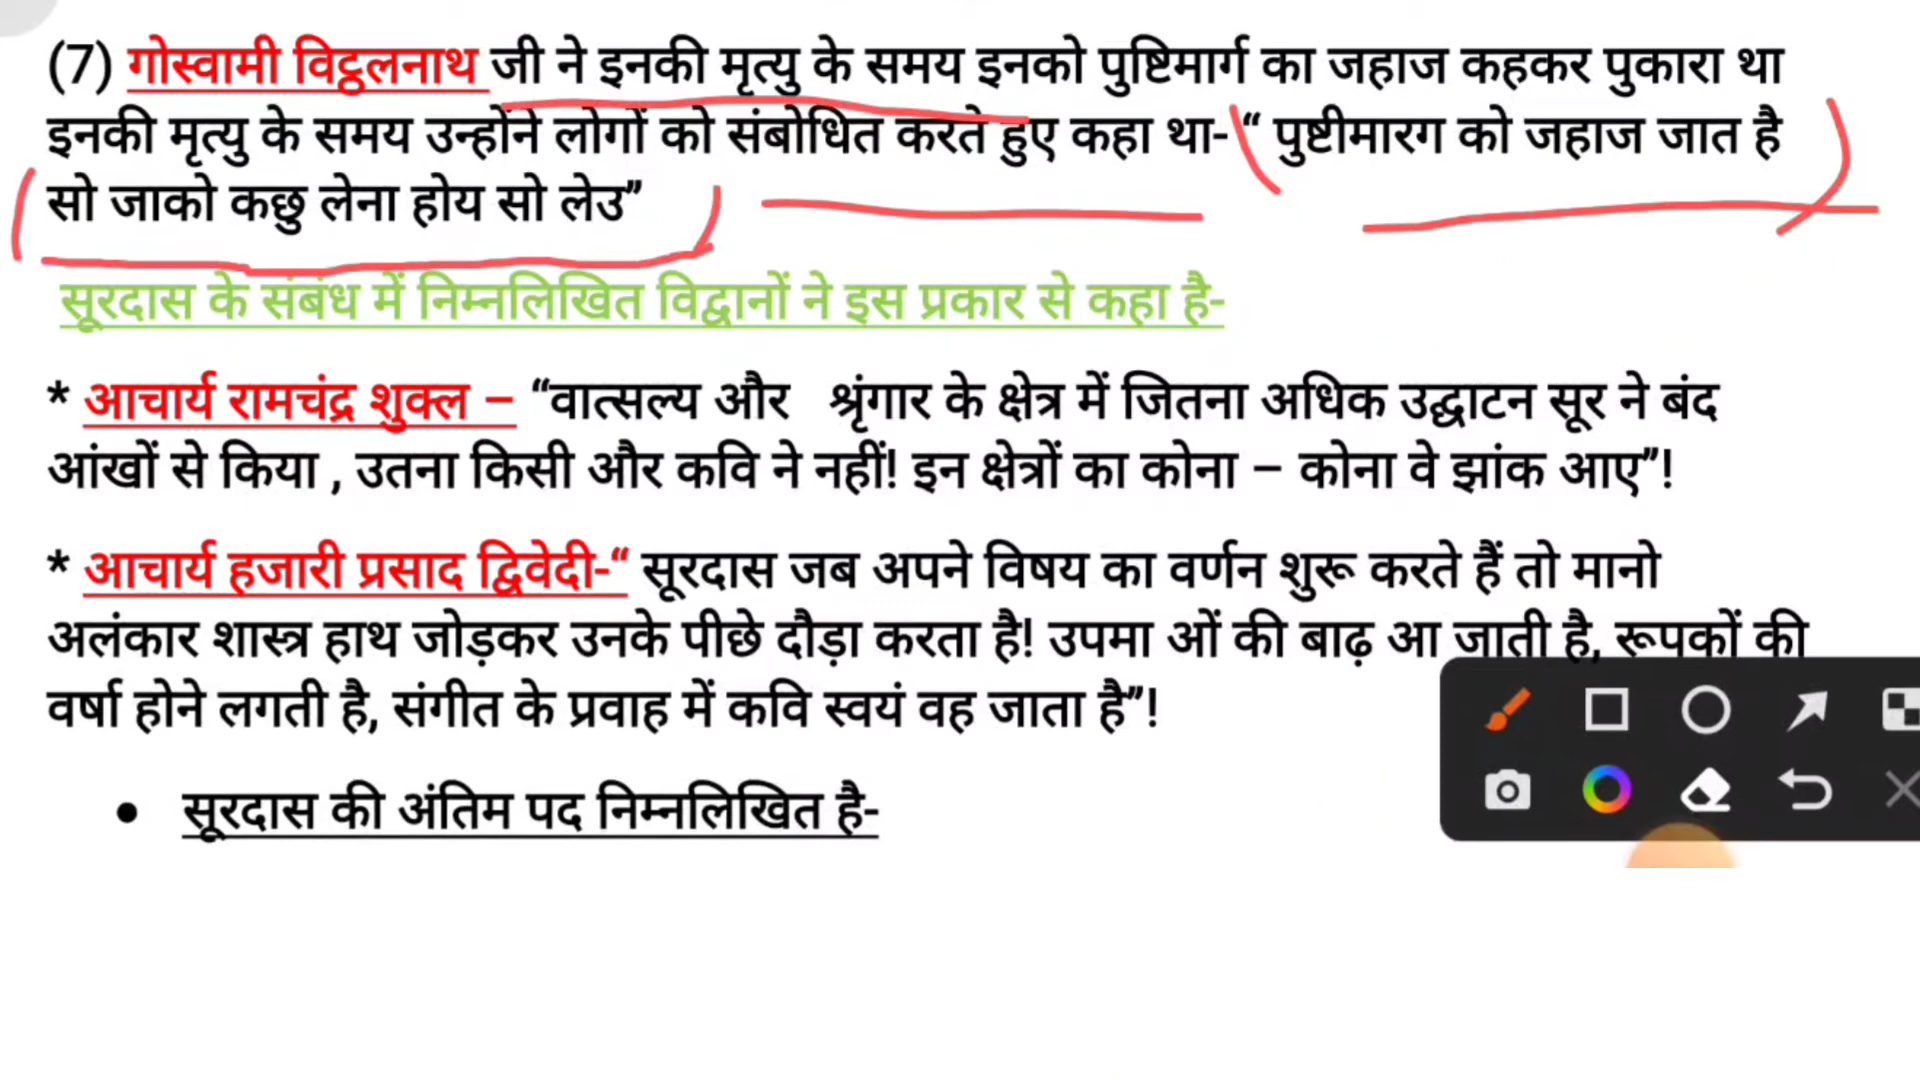 (7) गोस्वामी विट्ठलनाथ जी ने इनकी मृत्यु के समय इनको पुष्टिमार्ग का जहाज कहकर पुकारा था
इनकी मृत्यु के समय उन्होंने लोगों को संबोधित करते हुए कहा था- “ पुष्टीमारग को जहाज जात है
सो जाको कछु लेना होय सो लेउ”
सूरदास के संबंध में निम्नलिखित विद्वानों ने इस प्रकार से कहा है-
* आचार्य रामचंद्र शुक्ल – “वात्सल्य और श्रृंगार के क्षेत्र में जितना अधिक उद्घाटन सूर ने बंद
आंखों से किया , उतना किसी और कवि ने नहीं! इन क्षेत्रों का कोना – कोना वे झांक आए”!
* आचार्य हजारी प्रसाद द्विवेदी-“ सूरदास जब अपने विषय का वर्णन शुरू करते हैं तो मानो
अलंकार शास्त्र हाथ जोड़कर उनके पीछे दौड़ा करता है! उपमा ओं की बाढ़ आ जाती है, रूपकों की
वर्षा होने लगती है, संगीत के प्रवाह में कवि स्वयं वह जाता है”!
• सूरदास की अंतिम पद निम्नलिखित है-